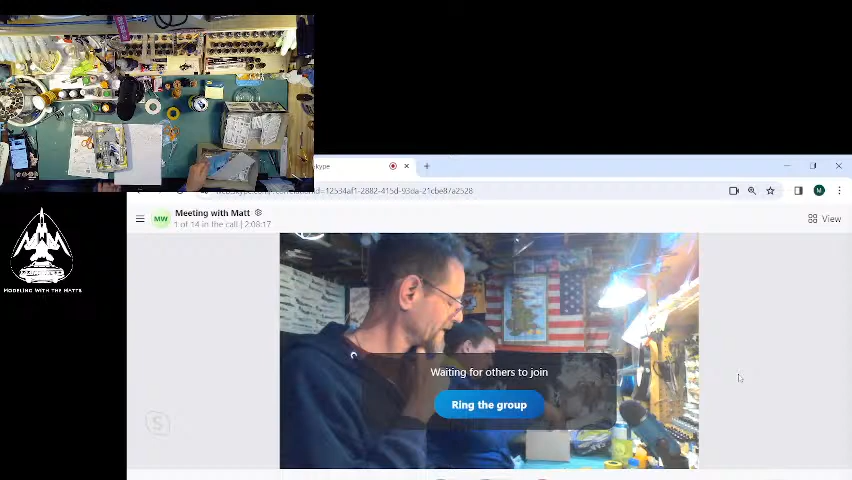 MODELING WITH THE MATTS
Meeting with Matt
MW
1 of 14 in the call | 2:08:17
View
M
Waiting for others to join
Ring the group
S